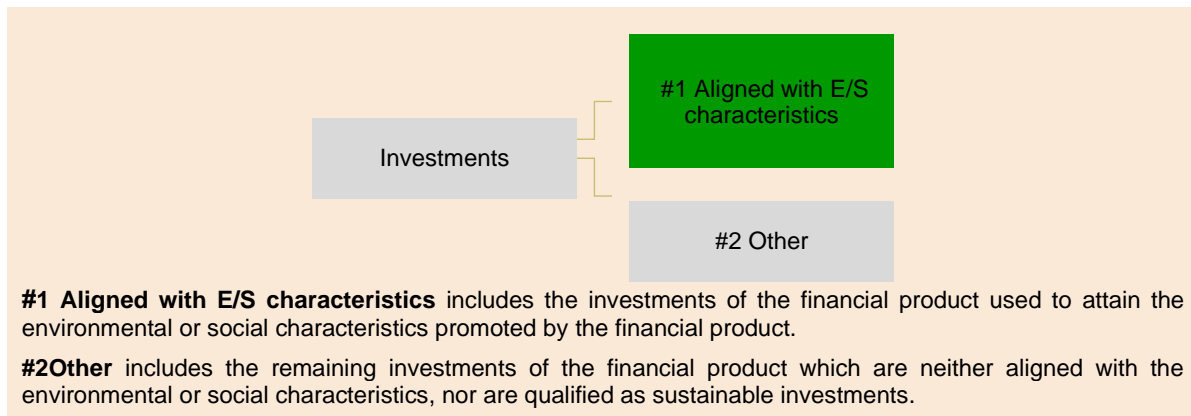 #1 Aligned with E/S
characteristics
Investments
#2 Other
#1 Aligned with E/S characteristics includes the investments of the financial product used to attain the
environmental or social characteristics promoted by the financial product.
#2Other includes the remaining investments of the financial product which are neither aligned with the
environmental or social characteristics, nor are qualified as sustainable investments.